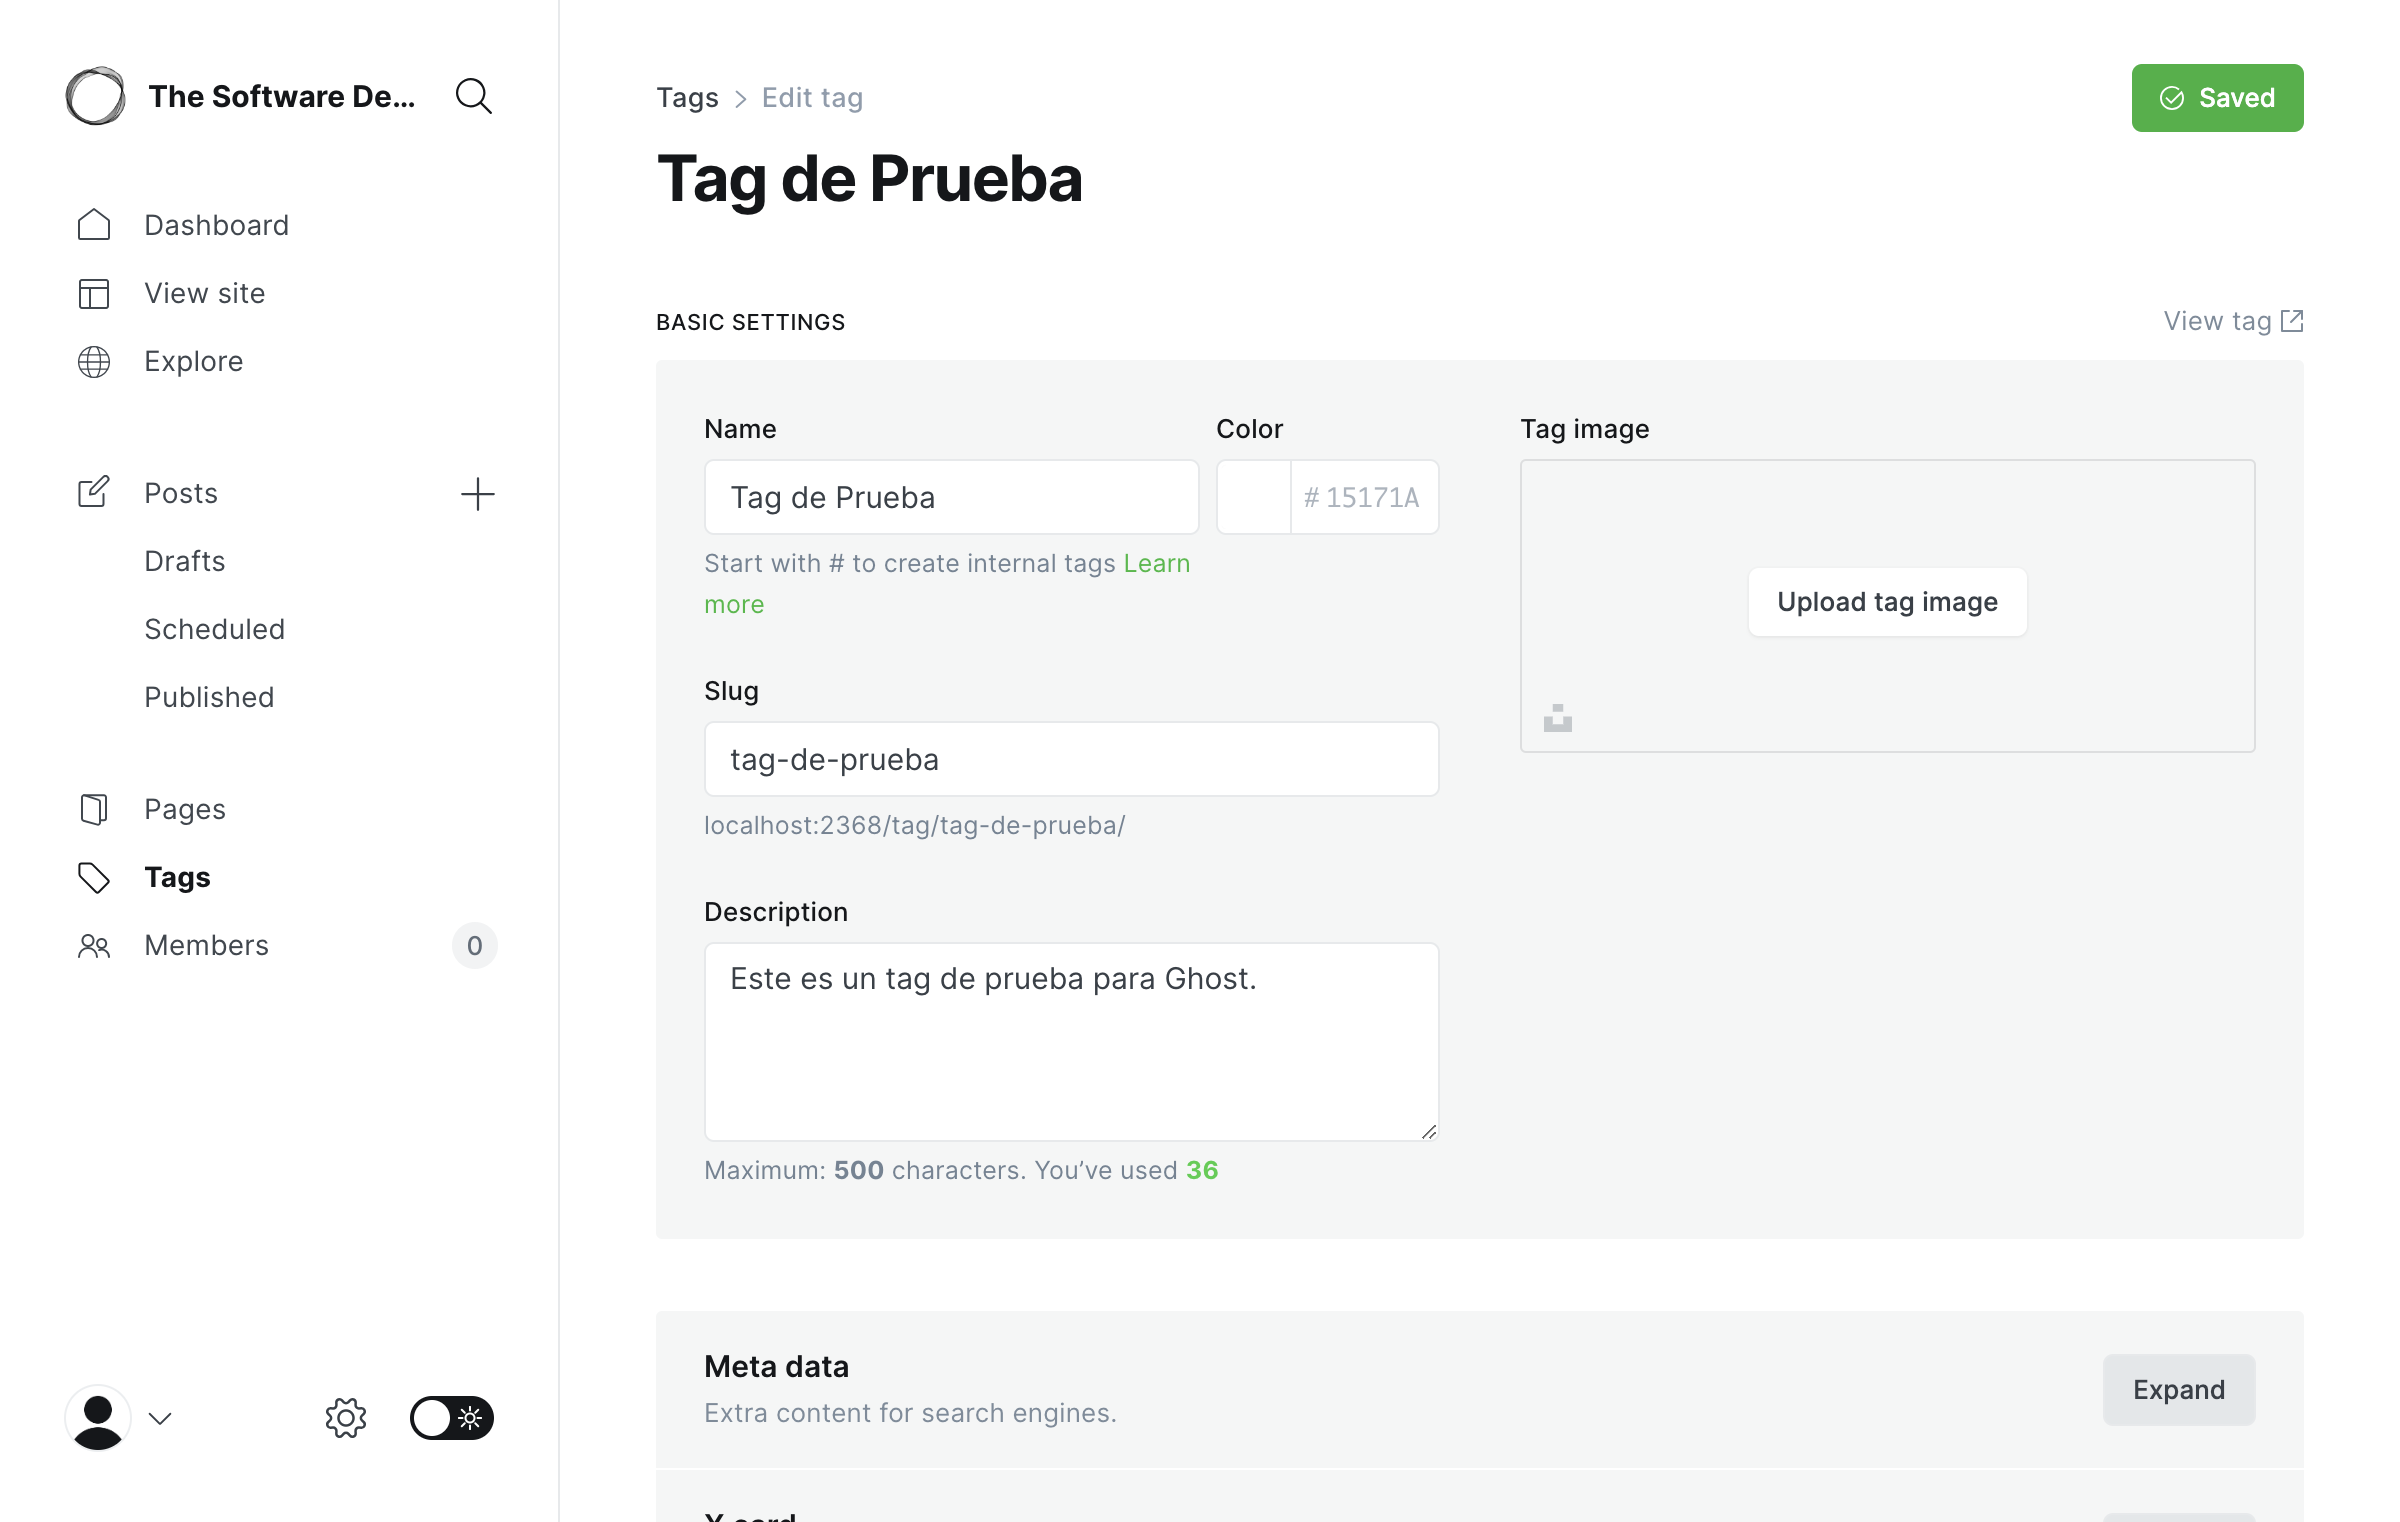 The Software De...
Dashboard
View site
Explore
Posts
Drafts
Scheduled
Published
Pages
Tags
Members
0
Tags > Edit tag
Saved
Tag de Prueba
BASIC SETTINGS
View tag
Name
Tag de Prueba
Start with # to create internal tags Learn
more
Color
# 15171A
Slug
tag-de-prueba
localhost:2368/tag/tag-de-prueba/
Description
Este es un tag de prueba para Ghost.
Maximum: 500 characters. You’ve used 36
Tag image
Upload tag image
Meta data
Extra content for search engines.
Expand
X card